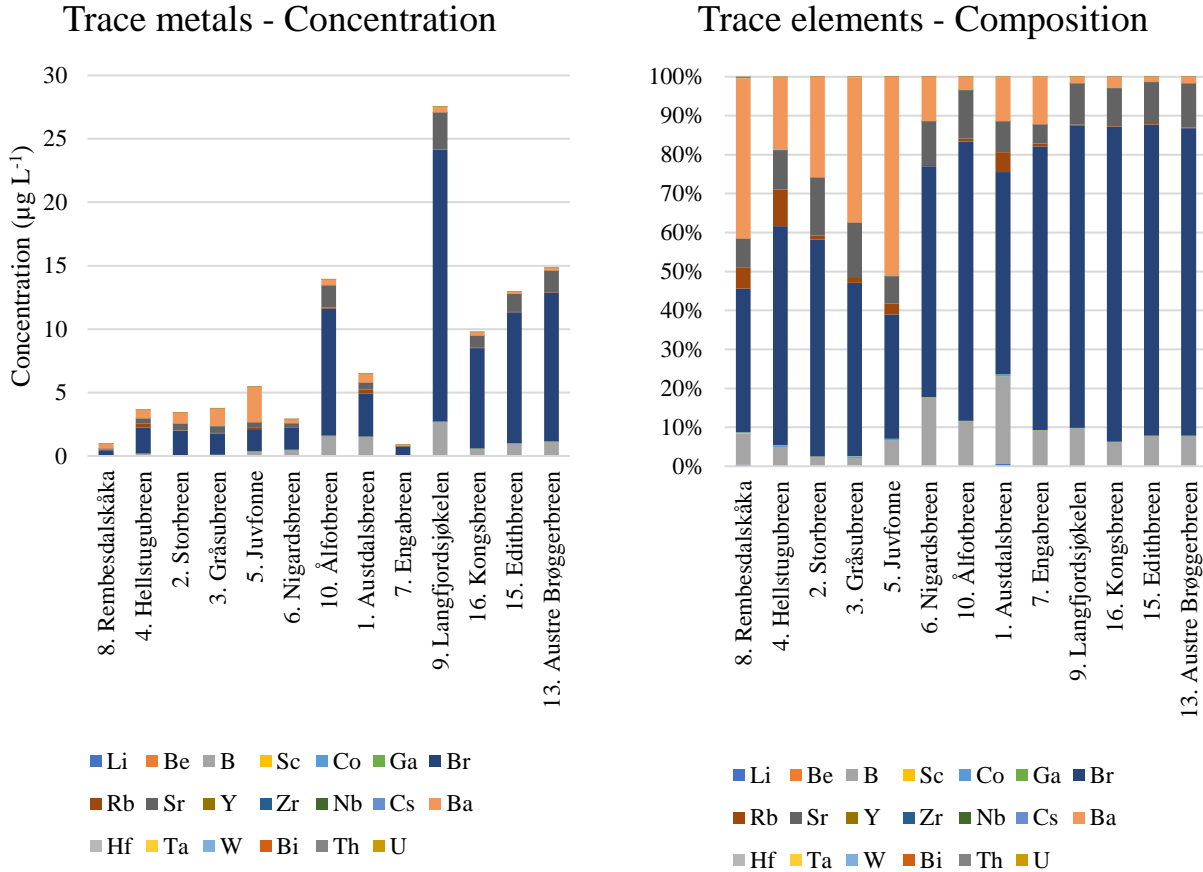 Trace metals - Concentration
30
25
20
15
10
5
0
Concentration (µg L-1)
8. Rembesdalskåka
4. Hellstugubreen
2. Storbreen
3. Gråsubreen
5. Juvfonne
6. Nigardsbreen
10. Ålfotbreen
1. Austdalsbreen
7. Engabreen
9. Langfjordsjøkelen
16. Kongsbreen
15. Edithbreen
13. Austre Brøggerbreen
Li Be B Sc Co Ga Br
Rb Sr Y Zr Nb Cs Ba
Hf Ta W Bi Th U
Trace elements - Composition
100%
90%
80%
70%
60%
50%
40%
30%
20%
10%
0%
8. Rembesdalskåka
4. Hellstugubreen
2. Storbreen
3. Gråsubreen
5. Juvfonne
6. Nigardsbreen
10. Ålfotbreen
1. Austdalsbreen
7. Engabreen
9. Langfjordsjøkelen
16. Kongsbreen
15. Edithbreen
13. Austre Brøggerbreen
Li Be B Sc Co Ga Br
Rb Sr Y Zr Nb Cs Ba
Hf Ta W Bi Th U